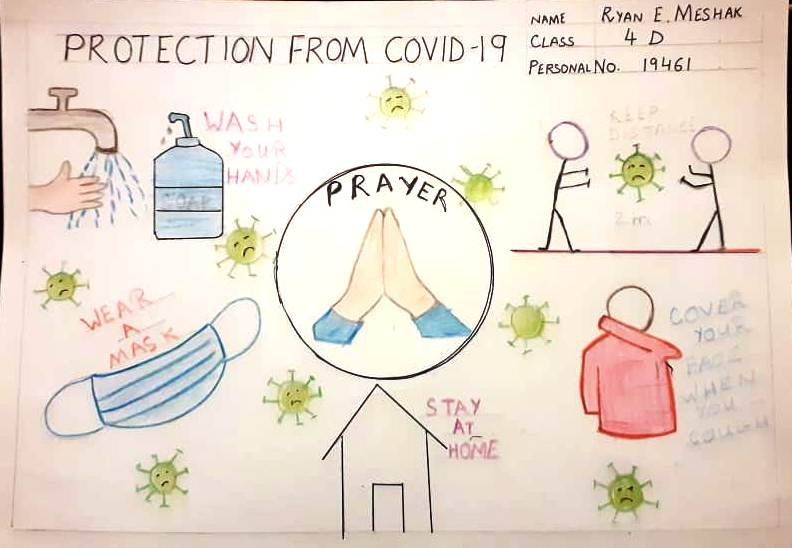 NAME RYAN E. MESHAK
CLASS 4 D
PERSONAL NO. 19461
PROTECTION FROM COVID-19
WASH
YOUR
HANDS
SOAP
KEEP
DISTANCE
2 m
PRAYER
WEAR
A
MASK
COVER
YOUR
FACE
WHEN
YOU
COUGH
STAY
AT
HOME